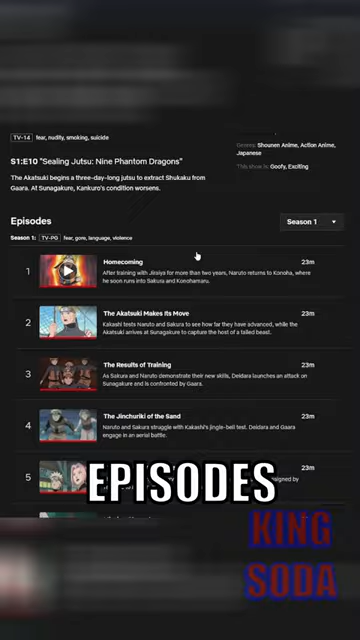 TV-14 fear, nudity, smoking, suicide
Genres: Shounen Anime, Action Anime,
Japanese
S1:E10 "Sealing Jutsu: Nine Phantom Dragons"
This show is: Goofy, Exciting
The Akatsuki begins a three-day-long jutsu to extract Shukaku from
Gaara. At Sunagakure, Kankuro's condition worsens.
Episodes
Season 1
Season 1: TV-PG fear, gore, language, violence
1
Homecoming 23m
After training with Jiraiya for more than two years, Naruto returns to Konoha, where
he soon runs into Sakura and Konohamaru.
2
The Akatsuki Makes Its Move 23m
Kakashi tests Naruto and Sakura to see how far they have advanced, while the
Akatsuki arrives at Sunagakure to capture the host of a tailed beast.
3
The Results of Training 23m
As Sakura and Naruto demonstrate their new skills, Deidara launches an attack on
Sunagakure and is confronted by Gaara.
4
The Jinchuriki of the Sand 23m
Naruto and Sakura struggle with Kakashi's jingle-bell test. Deidara and Gaara
engage in an aerial battle.
5
23m
EPISODES
KING
SODA